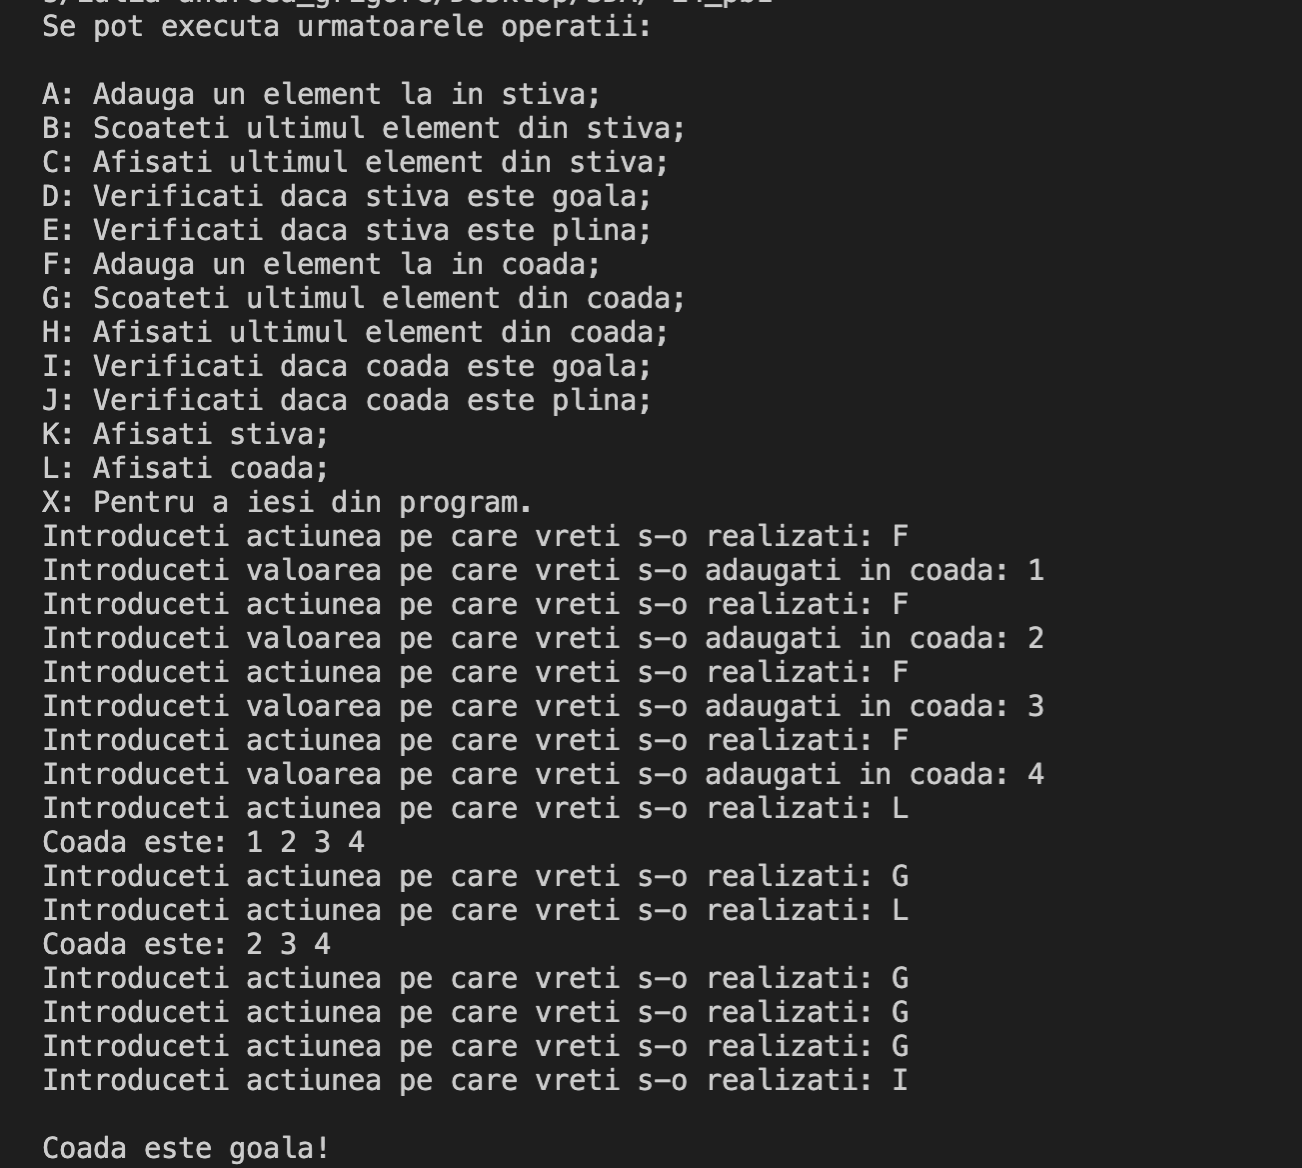 Se pot executa urmatoarele operatii:
A: Adauga un element la in stiva;
B: Scoateti ultimul element din stiva;
C: Afisati ultimul element din stiva;
D: Verificati daca stiva este goala;
E: Verificati daca stiva este plina;
F: Adauga un element la in coada;
G: Scoateti ultimul element din coada;
H: Afisati ultimul element din coada;
I: Verificati daca coada este goala;
J: Verificati daca coada este plina;
K: Afisati stiva;
L: Afisati coada;
X: Pentru a iesi din program.
Introduceti actiunea pe care vreti s-o realizati: F
Introduceti valoarea pe care vreti s-o adaugati in coada: 1
Introduceti actiunea pe care vreti s-o realizati: F
Introduceti valoarea pe care vreti s-o adaugati in coada: 2
Introduceti actiunea pe care vreti s-o realizati: F
Introduceti valoarea pe care vreti s-o adaugati in coada: 3
Introduceti actiunea pe care vreti s-o realizati: F
Introduceti valoarea pe care vreti s-o adaugati in coada: 4
Introduceti actiunea pe care vreti s-o realizati: L
Coada este: 1 2 3 4
Introduceti actiunea pe care vreti s-o realizati: G
Introduceti actiunea pe care vreti s-o realizati: L
Coada este: 2 3 4
Introduceti actiunea pe care vreti s-o realizati: G
Introduceti actiunea pe care vreti s-o realizati: G
Introduceti actiunea pe care vreti s-o realizati: G
Introduceti actiunea pe care vreti s-o realizati: I
Coada este goala!